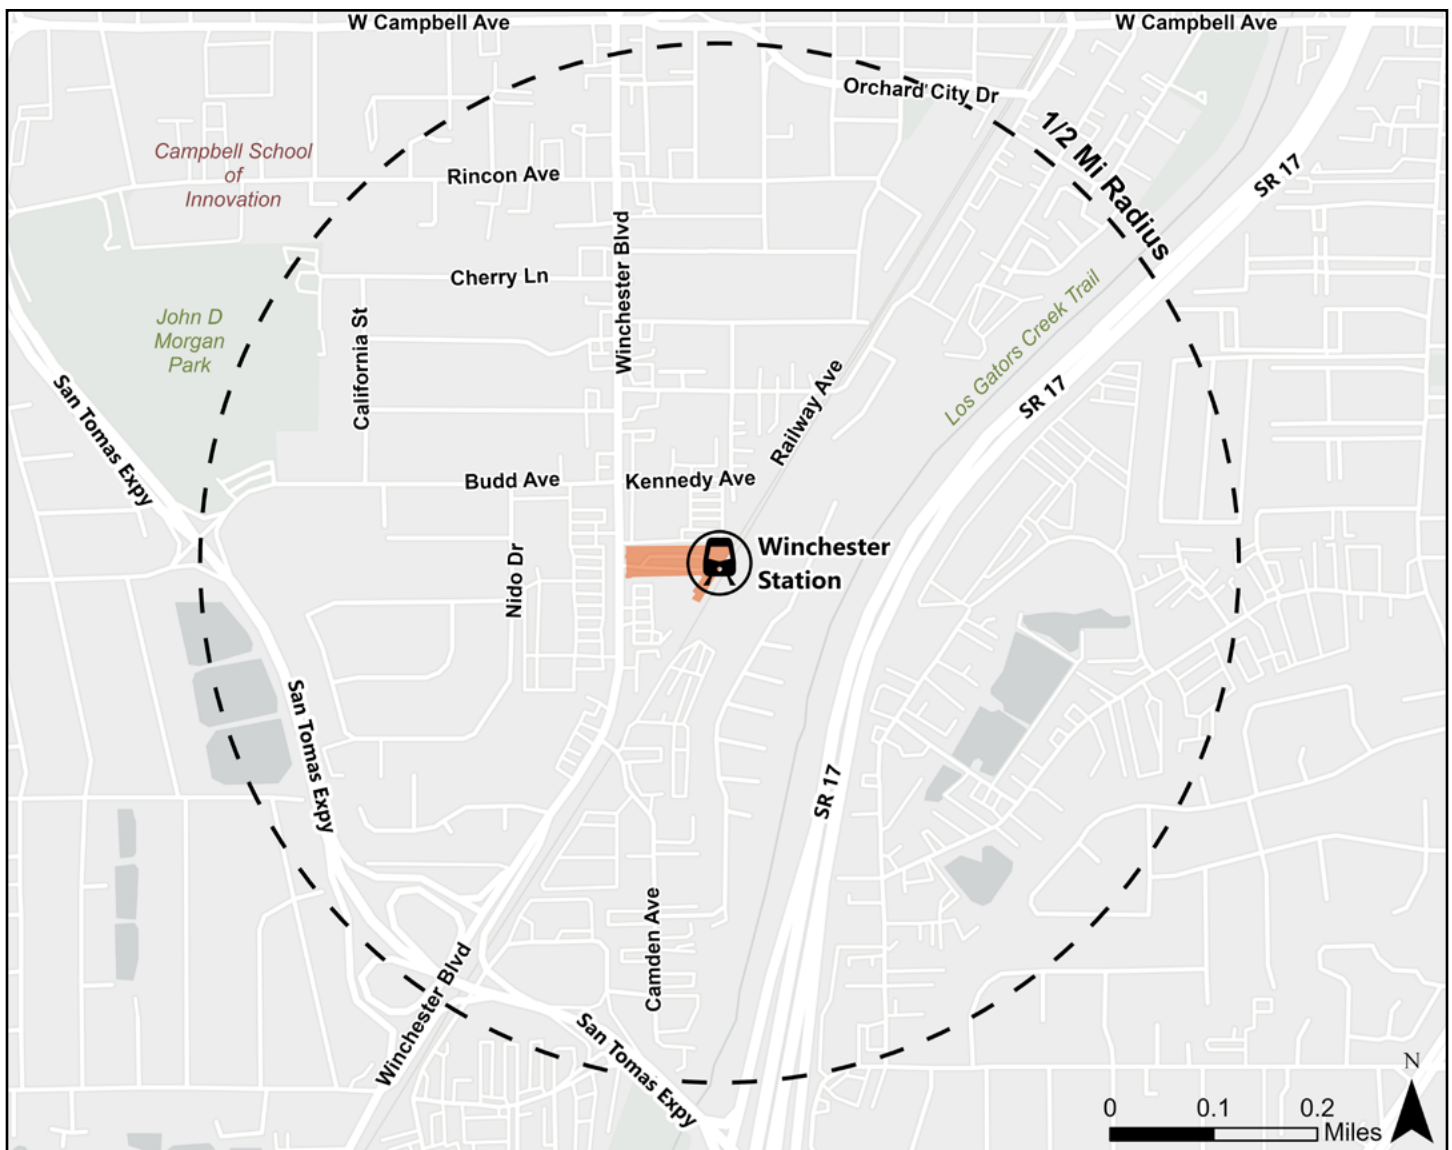 W Campbell Ave
W Campbell Ave
Orchard City Dr
1/2 Mi Radius
Campbell School
of
Innovation
Rincon Ave
SR 17
Winchester Blvd
Cherry Ln
Los Gators Creek Trail
John D
Morgan
Park
California St
San Tomas Expy
Railway Ave
SR 17
Budd Ave
Kennedy Ave
Winchester
Station
Nido Dr
San Tomas Expy
SR 17
Camden Ave
Winchester Blvd
San Tomas Expy
N
0 0.1 0.2
Miles